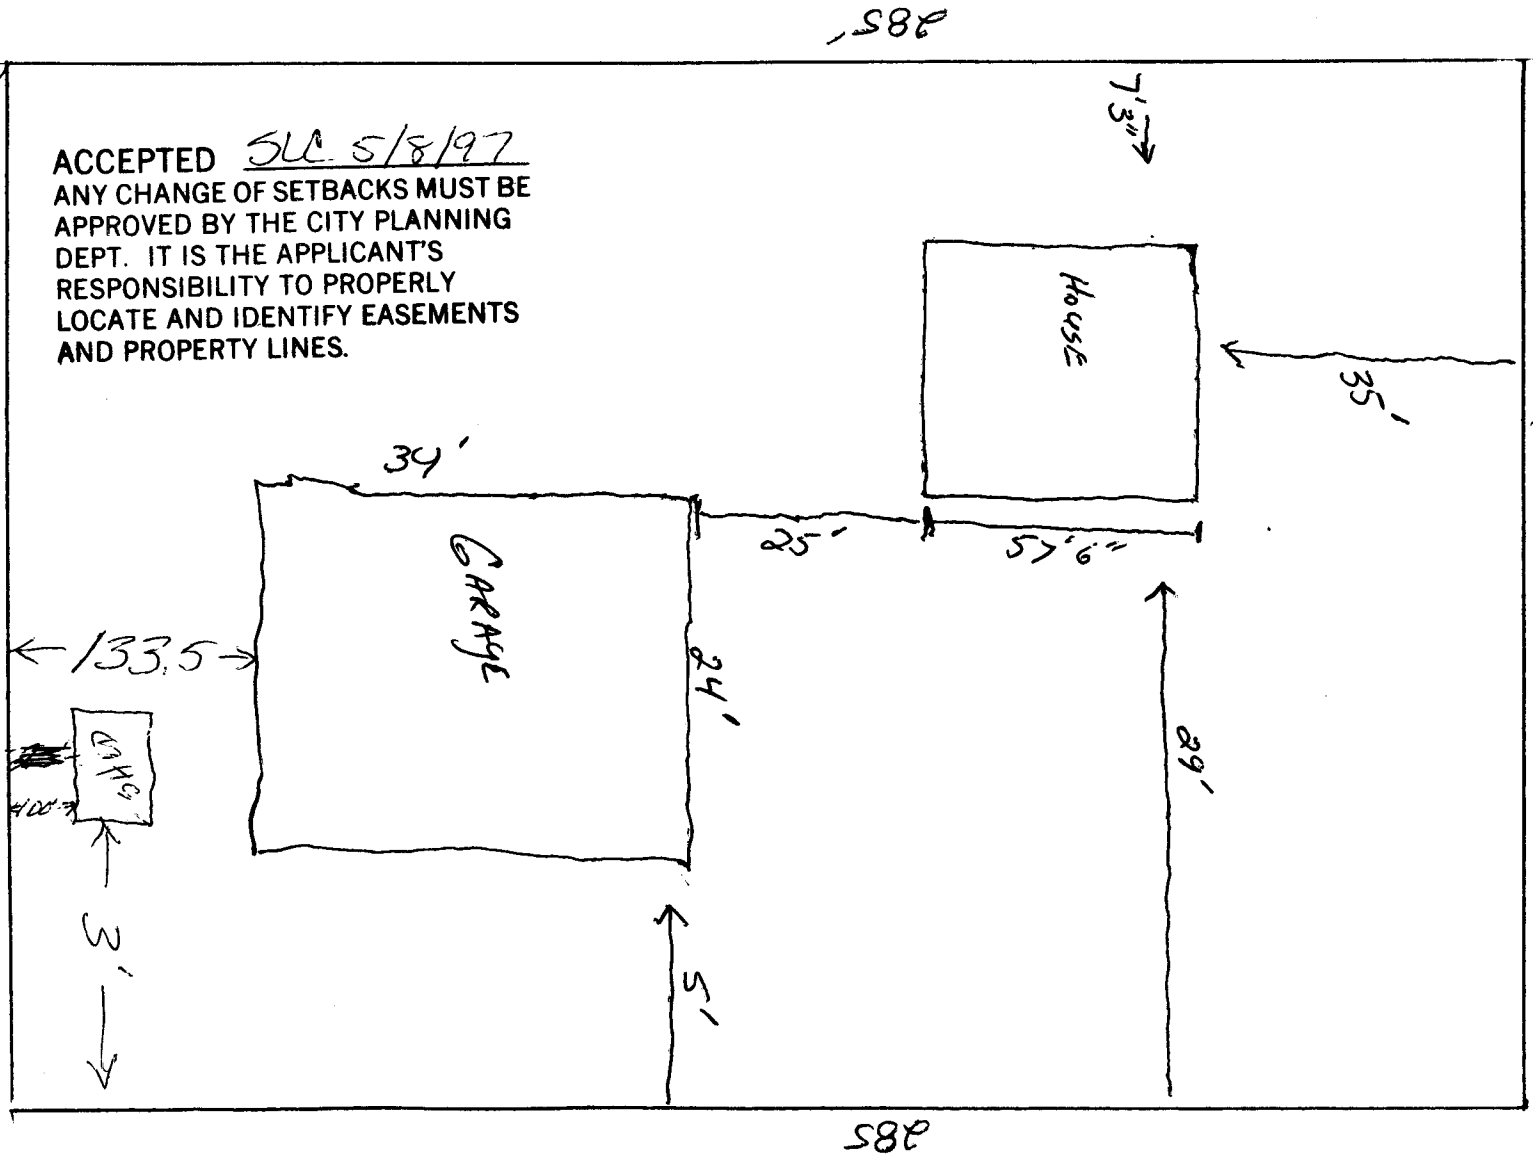 285'
7'3"
ACCEPTED SLC 5/8/97
ANY CHANGE OF SETBACKS MUST BE
APPROVED BY THE CITY PLANNING
DEPT. IT IS THE APPLICANT'S
RESPONSIBILITY TO PROPERLY
LOCATE AND IDENTIFY EASEMENTS
AND PROPERTY LINES.
HOUSE
35'
34'
25'
57'6"
GARAGE
133.5
24'
SHED
100
29'
3'
5'
285